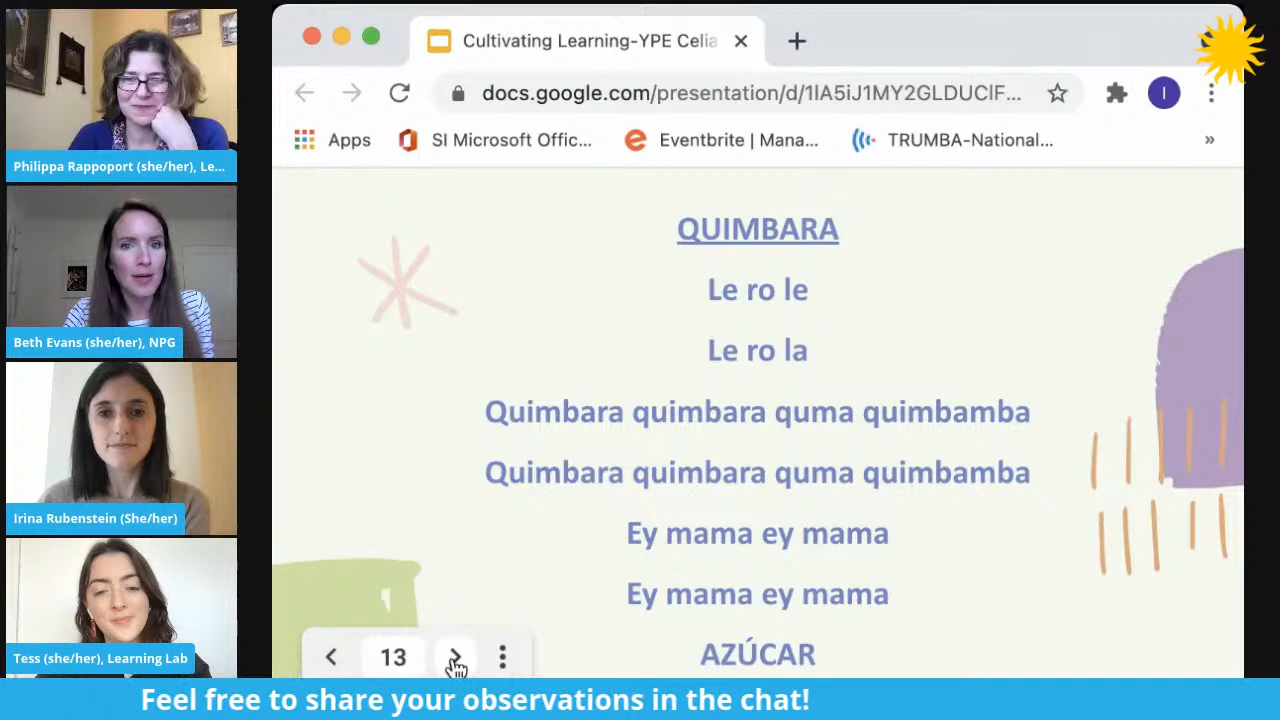 Philippa Rappoport (she/her), Le...
Beth Evans (she/her), NPG
Irina Rubenstein (She/her)
Tess (she/her), Learning Lab
Cultivating Learning-YPE Celia
docs.google.com/presentation/d/1IA5iJ1MY2GLDUCIF...
I
Apps
SI Microsoft Offic...
Eventbrite | Mana...
TRUMBA-National...
»
QUIMBARA
Le ro le
Le ro la
Quimbara quimbara quma quimbamba
Quimbara quimbara quma quimbamba
Ey mama ey mama
Ey mama ey mama
AZÚCAR
13
Feel free to share your observations in the chat!